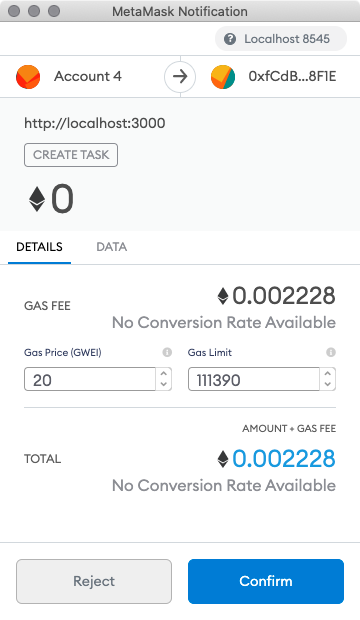 MetaMask Notification
? Localhost 8545
Account 4
0xfCdB...8F1E
http://localhost:3000
CREATE TASK
0
DETAILS DATA
GAS FEE
0.002228
No Conversion Rate Available
Gas Price (GWEI) i Gas Limit i
20 111390
AMOUNT + GAS FEE
TOTAL
0.002228
No Conversion Rate Available
Reject Confirm